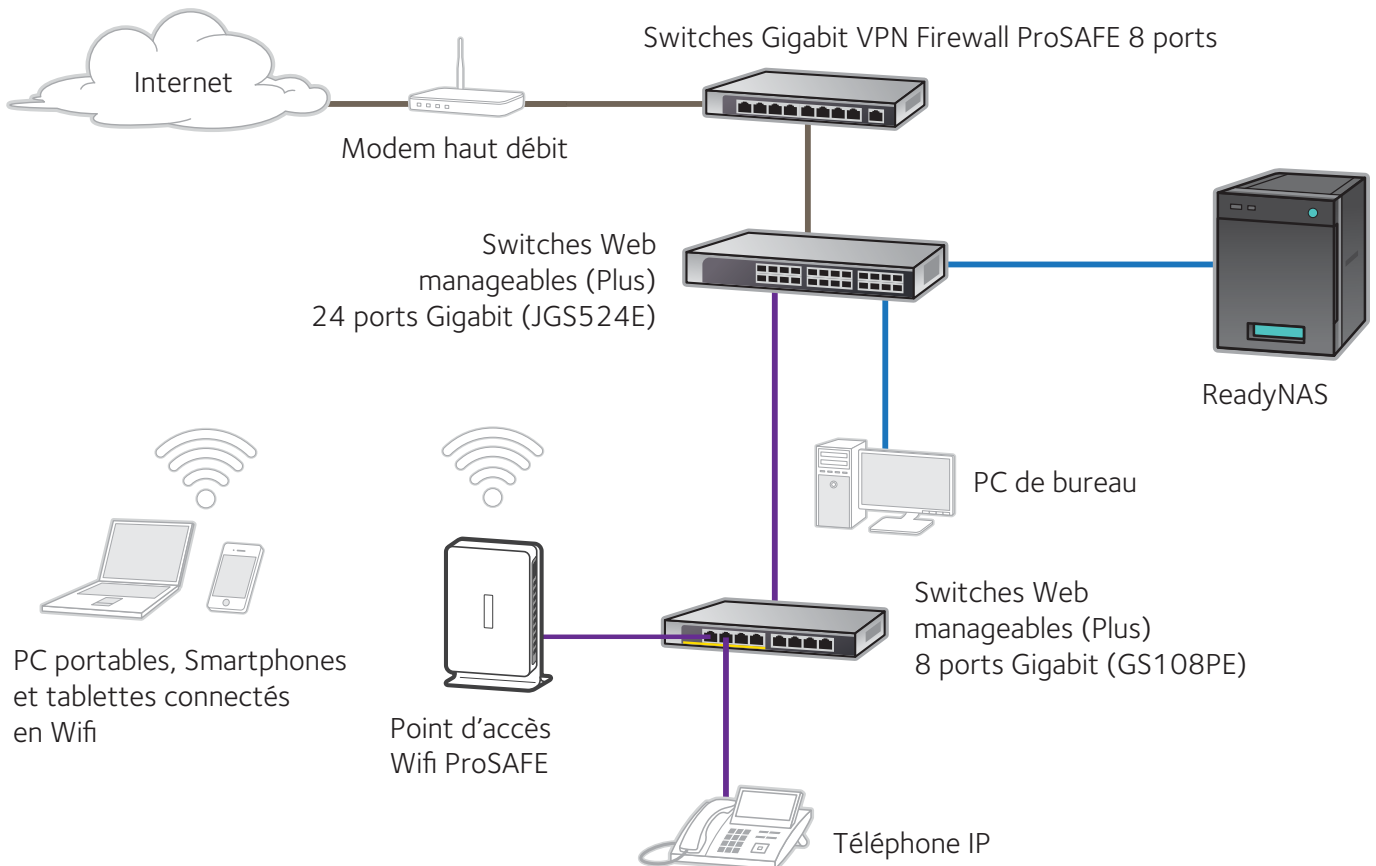 Switches Gigabit VPN Firewall ProSAFE 8 ports
Internet
Modem haut débit
Switches Web
manageables (Plus)
24 ports Gigabit (JGS524E)
ReadyNAS
PC de bureau
Switches Web
manageables (Plus)
8 ports Gigabit (GS108PE)
PC portables, Smartphones
et tablettes connectés
en Wifi
Point d’accès
Wifi ProSAFE
Téléphone IP